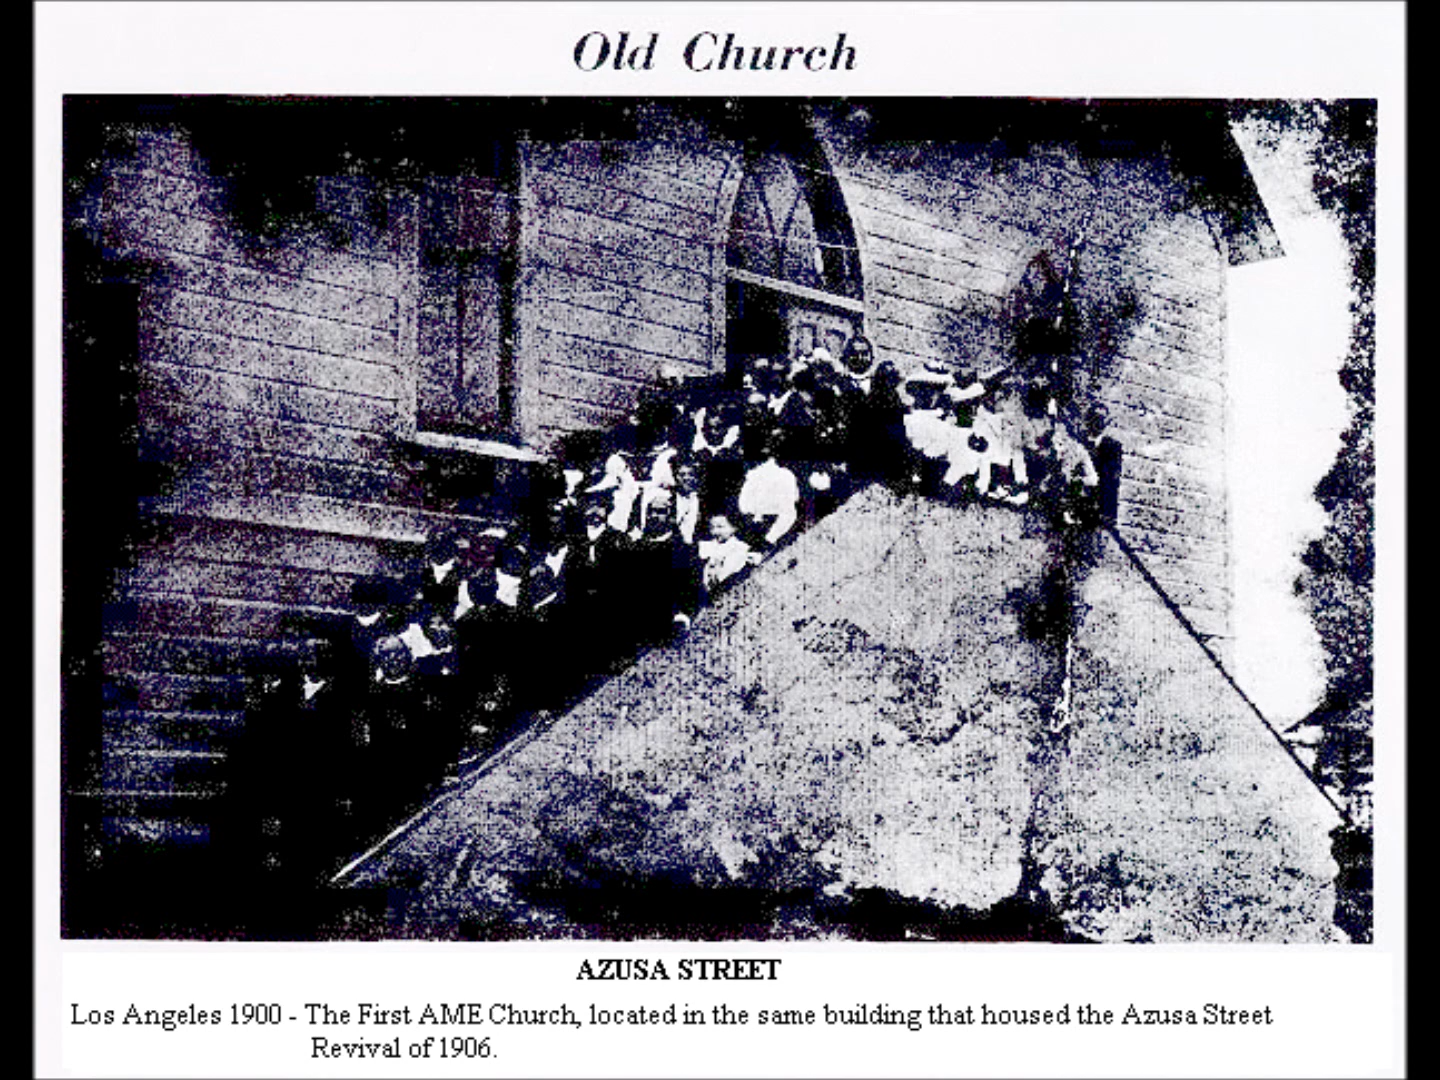 Old Church
AZUSA STREET
Los Angeles 1900 - The First AME Church, located in the same building that housed the Azusa Street
Revival of 1906.